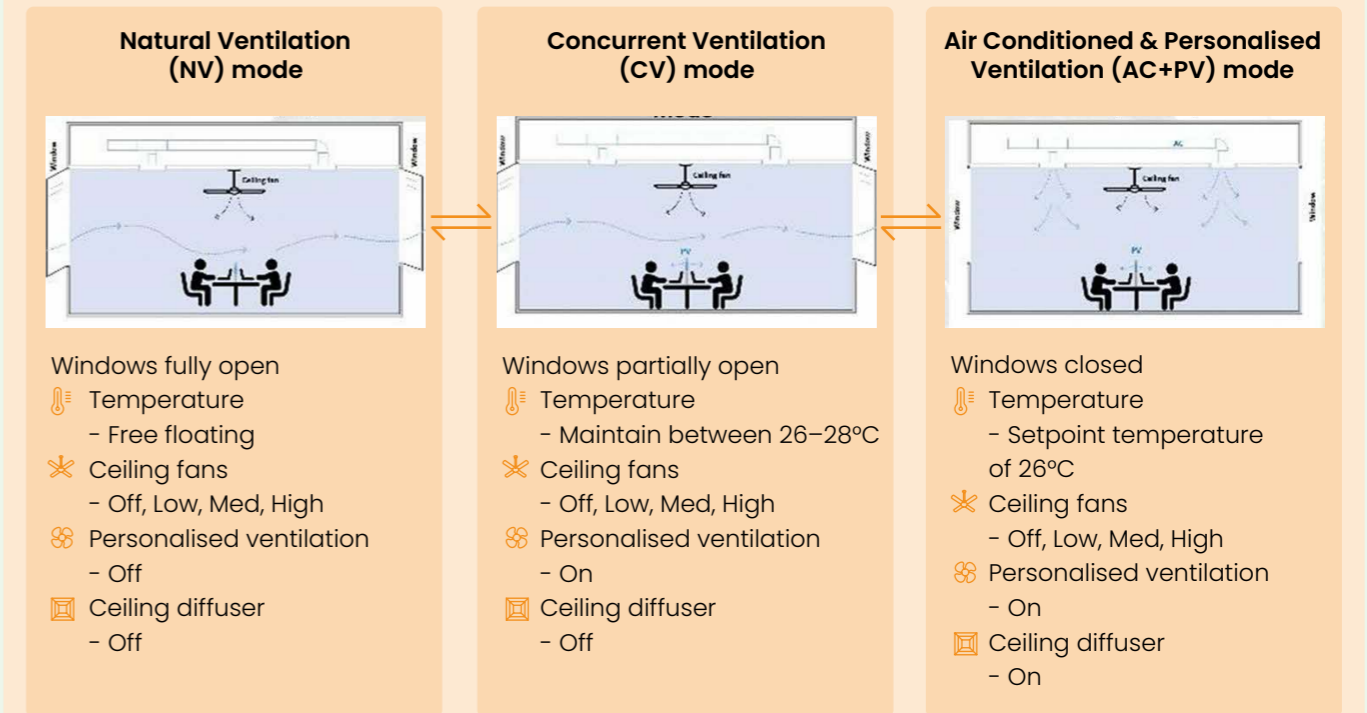 Natural Ventilation
(NV) mode
Window
Window
Ceiling fan
Windows fully open
Temperature
- Free floating
Ceiling fans
- Off, Low, Med, High
Personalised ventilation
- Off
Ceiling diffuser
- Off
Concurrent Ventilation
(CV) mode
Window
Window
Ceiling fan
PV
Windows partially open
Temperature
- Maintain between 26–28°C
Ceiling fans
- Off, Low, Med, High
Personalised ventilation
- On
Ceiling diffuser
- Off
Air Conditioned & Personalised
Ventilation (AC+PV) mode
AC
Window
Window
Ceiling fan
PV
Windows closed
Temperature
- Setpoint temperature
of 26°C
Ceiling fans
- Off, Low, Med, High
Personalised ventilation
- On
Ceiling diffuser
- On